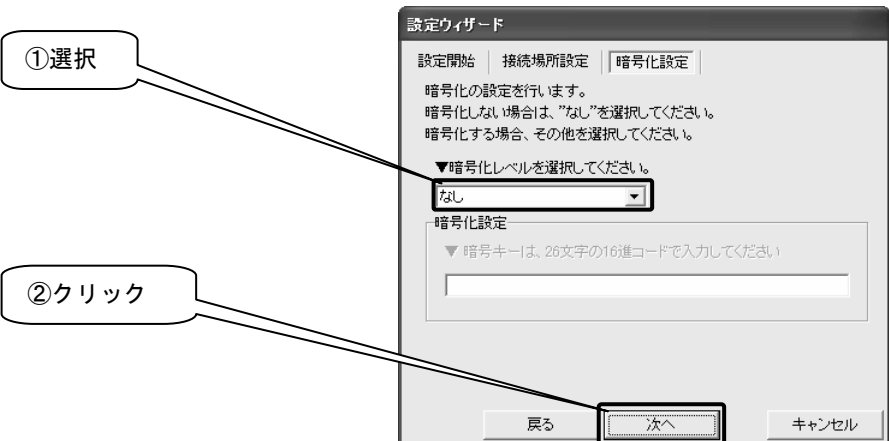 設定ウィザード
①選択
設定開始 接続場所設定 暗号化設定
暗号化の設定を行います。
暗号化しない場合は、”なし”を選択してください。
暗号化する場合、その他を選択してください。
▼暗号化レベルを選択してください。
なし
暗号化設定
▼ 暗号キーは、26文字の16進コードで入力してください
②クリック
戻る 次へ キャンセル